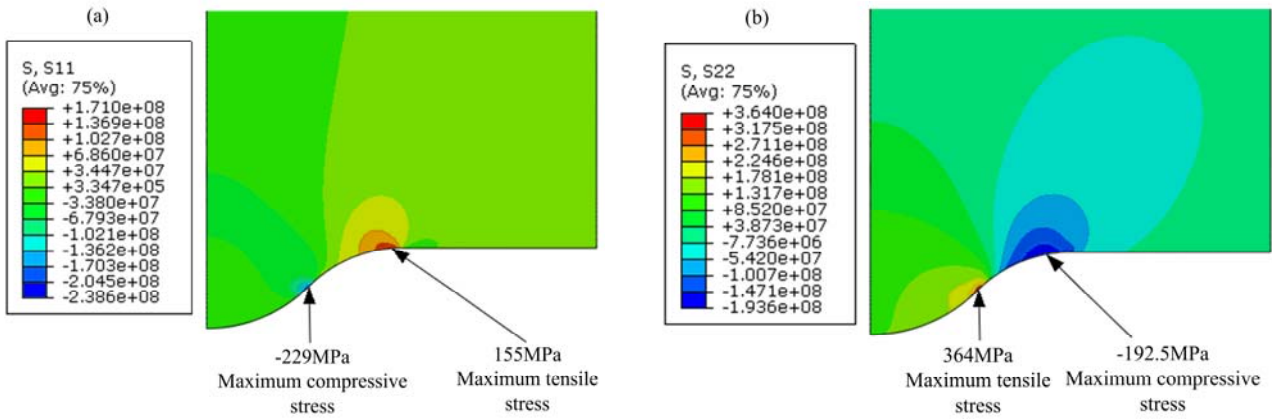 (a)
S, S11
(Avg: 75%)
+1.710e+08
+1.369e+08
+1.027e+08
+6.860e+07
+3.447e+07
+3.347e+05
-3.380e+07
-6.793e+07
-1.021e+08
-1.362e+08
-1.703e+08
-2.045e+08
-2.386e+08
-229MPa
Maximum compressive
stress
155MPa
Maximum tensile
stress
(b)
S, S22
(Avg: 75%)
+3.640e+08
+3.175e+08
+2.711e+08
+2.246e+08
+1.781e+08
+1.317e+08
+8.520e+07
+3.873e+07
-7.736e+06
-5.420e+07
-1.007e+08
-1.471e+08
-1.936e+08
364MPa
Maximum tensile
stress
-192.5MPa
Maximum compressive
stress